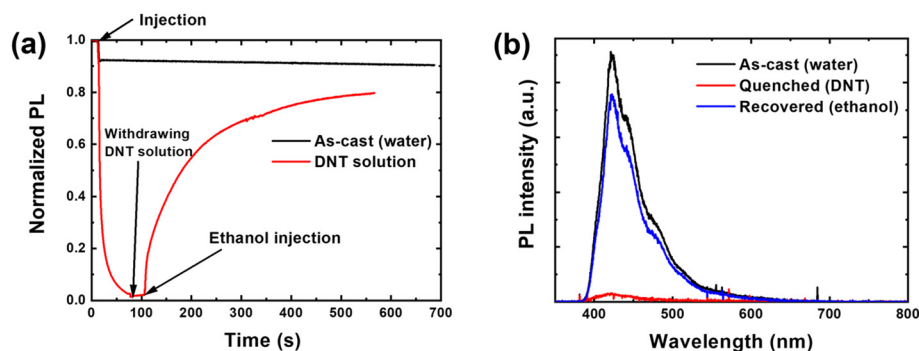 (a)
Injection
Normalized PL
1.0
0.8
0.6
0.4
0.2
0.0
Withdrawing
DNT solution
As-cast (water)
DNT solution
Ethanol injection
0 100 200 300 400 500 600 700
Time (s)
(b)
PL intensity (a.u.)
As-cast (water)
Quenched (DNT)
Recovered (ethanol)
400 500 600 700 800
Wavelength (nm)